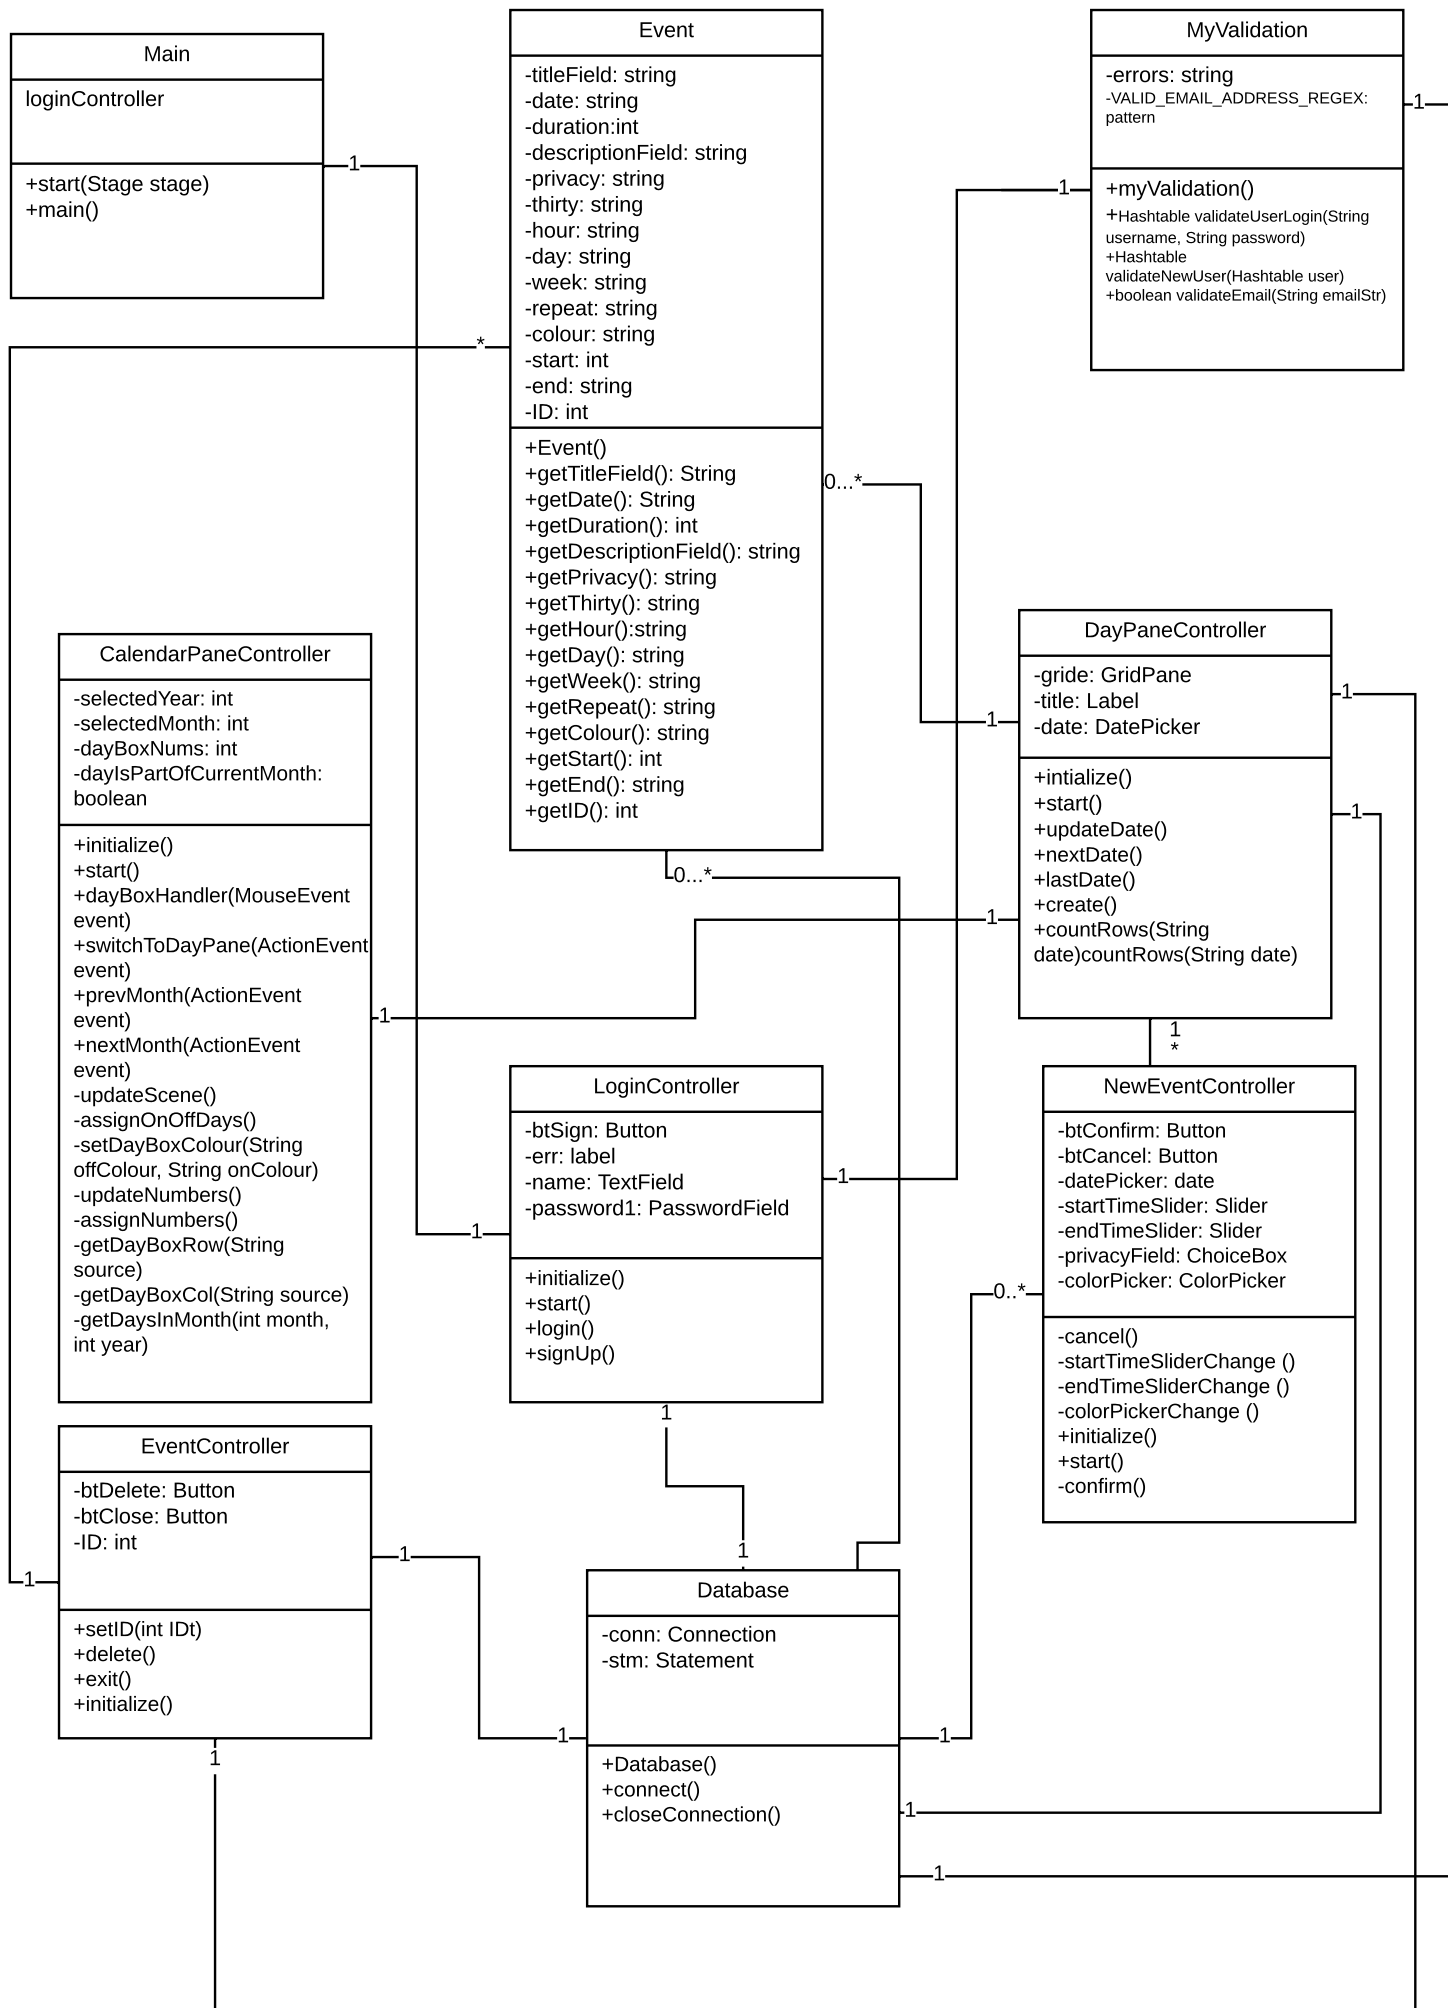 Main
loginController
+start(Stage stage)
+main()
1
Event
-titleField: string
-date: string
-duration:int
-descriptionField: string
-privacy: string
-thirty: string
-hour: string
-day: string
-week: string
-repeat: string
-colour: string
-start: int
-end: string
-ID: int
+Event()
+getTitleField(): String
+getDate(): String
+getDuration(): int
+getDescriptionField(): string
+getPrivacy(): string
+getThirty(): string
+getHour():string
+getDay(): string
+getWeek(): string
+getRepeat(): string
+getColour(): string
+getStart(): int
+getEnd(): string
+getID(): int
*
0...*
0...*
MyValidation
-errors: string
-VALID_EMAIL_ADDRESS_REGEX:
pattern
+myValidation()
+Hashtable validateUserLogin(String
username, String password)
+Hashtable
validateNewUser(Hashtable user)
+boolean validateEmail(String emailStr)
1
1
CalendarPaneController
-selectedYear: int
-selectedMonth: int
-dayBoxNums: int
-dayIsPartOfCurrentMonth:
boolean
+initialize()
+start()
+dayBoxHandler(MouseEvent
event)
+switchToDayPane(ActionEvent
event)
+prevMonth(ActionEvent
event)
+nextMonth(ActionEvent
event)
-updateScene()
-assignOnOffDays()
-setDayBoxColour(String
offColour, String onColour)
-updateNumbers()
-assignNumbers()
-getDayBoxRow(String
source)
-getDayBoxCol(String source)
-getDaysInMonth(int month,
int year)
1
DayPaneController
-gride: GridPane
-title: Label
-date: DatePicker
+intialize()
+start()
+updateDate()
+nextDate()
+lastDate()
+create()
+countRows(String
date)countRows(String date)
1
1
1
1
1
*
LoginController
-btSign: Button
-err: label
-name: TextField
-password1: PasswordField
+initialize()
+start()
+login()
+signUp()
1
1
1
NewEventController
-btConfirm: Button
-btCancel: Button
-datePicker: date
-startTimeSlider: Slider
-endTimeSlider: Slider
-privacyField: ChoiceBox
-colorPicker: ColorPicker
-cancel()
-startTimeSliderChange ()
-endTimeSliderChange ()
-colorPickerChange ()
+initialize()
+start()
-confirm()
0..*
EventController
-btDelete: Button
-btClose: Button
-ID: int
+setID(int IDt)
+delete()
+exit()
+initialize()
1
1
1
Database
-conn: Connection
-stm: Statement
+Database()
+connect()
+closeConnection()
1
1
1
1
1